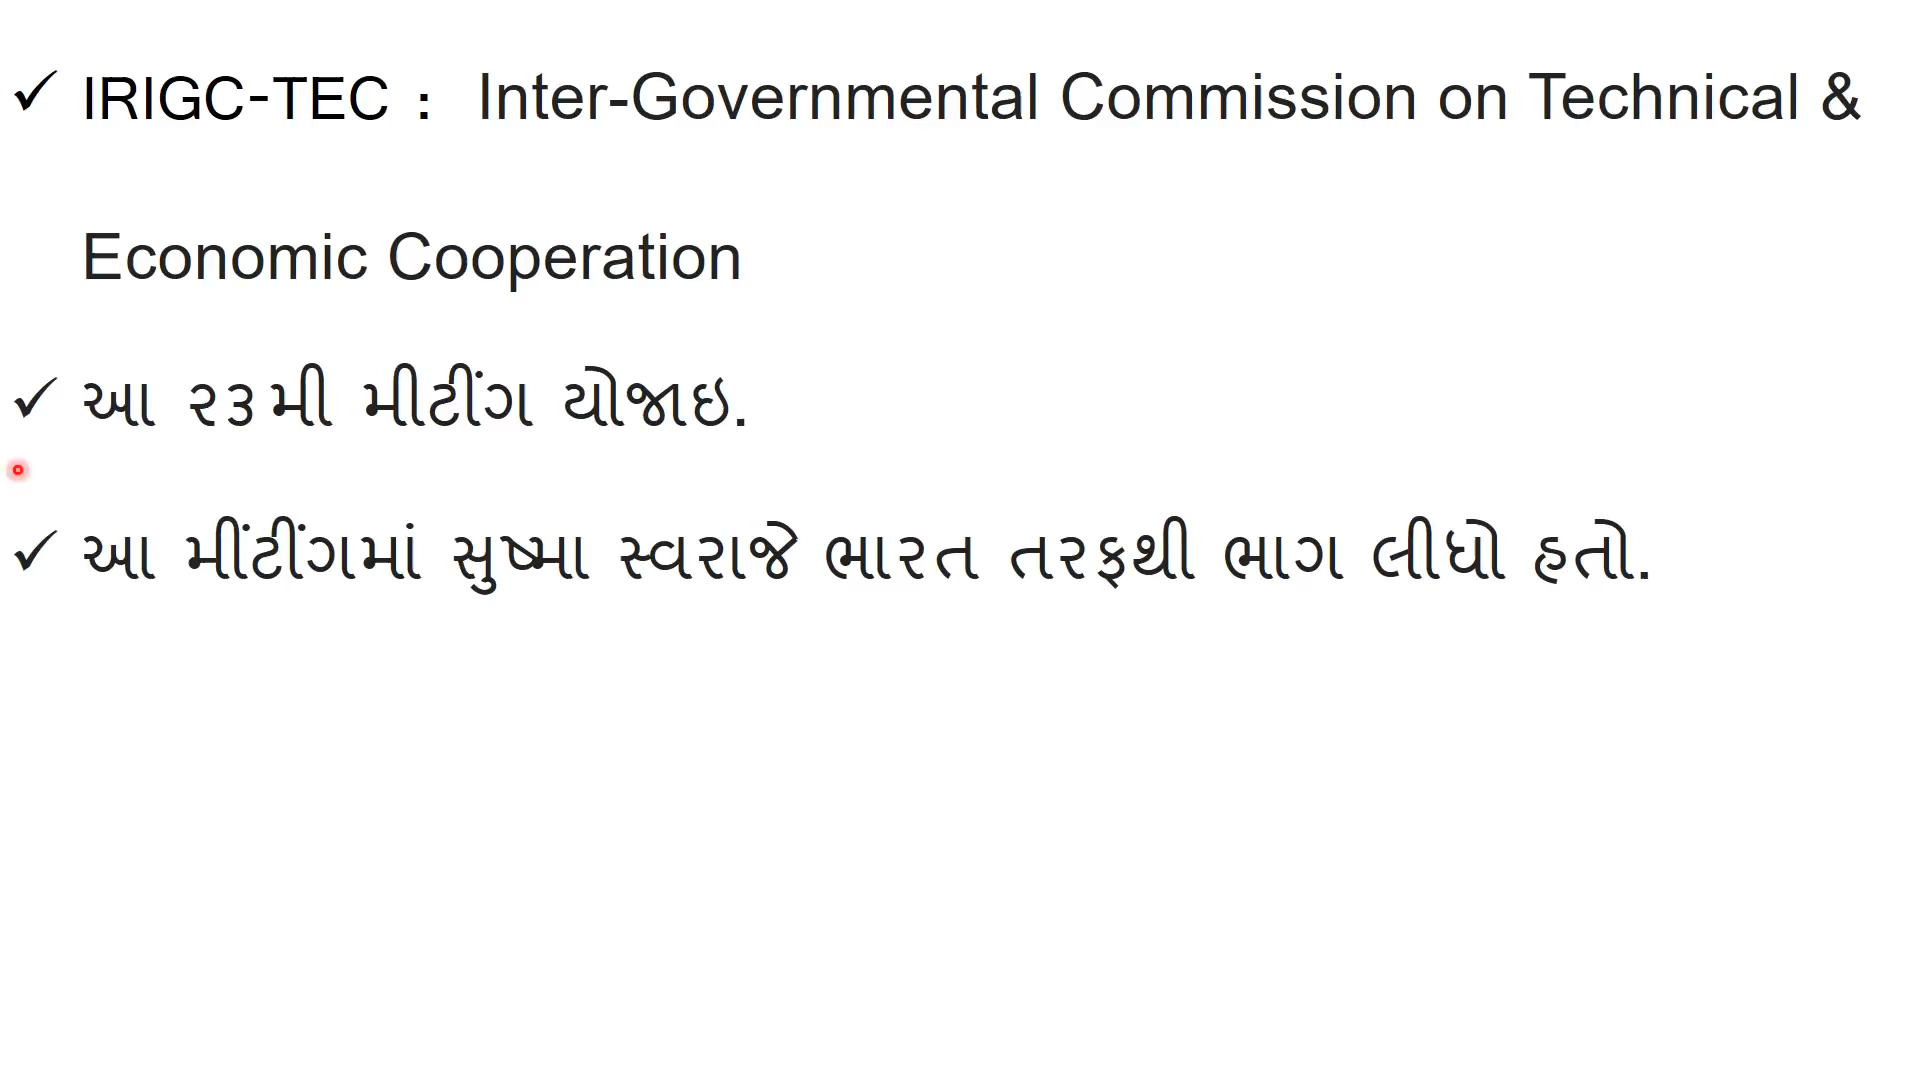 ✓ IRIGC-TEC : Inter-Governmental Commission on Technical &
Economic Cooperation
✓ આ ૨૩મી મીટીંગ યોજાઇ.
✓ આ મીંટીંગમાં સુષ્મા સ્વરાજે ભારત તરફથી ભાગ લીધો હતો.